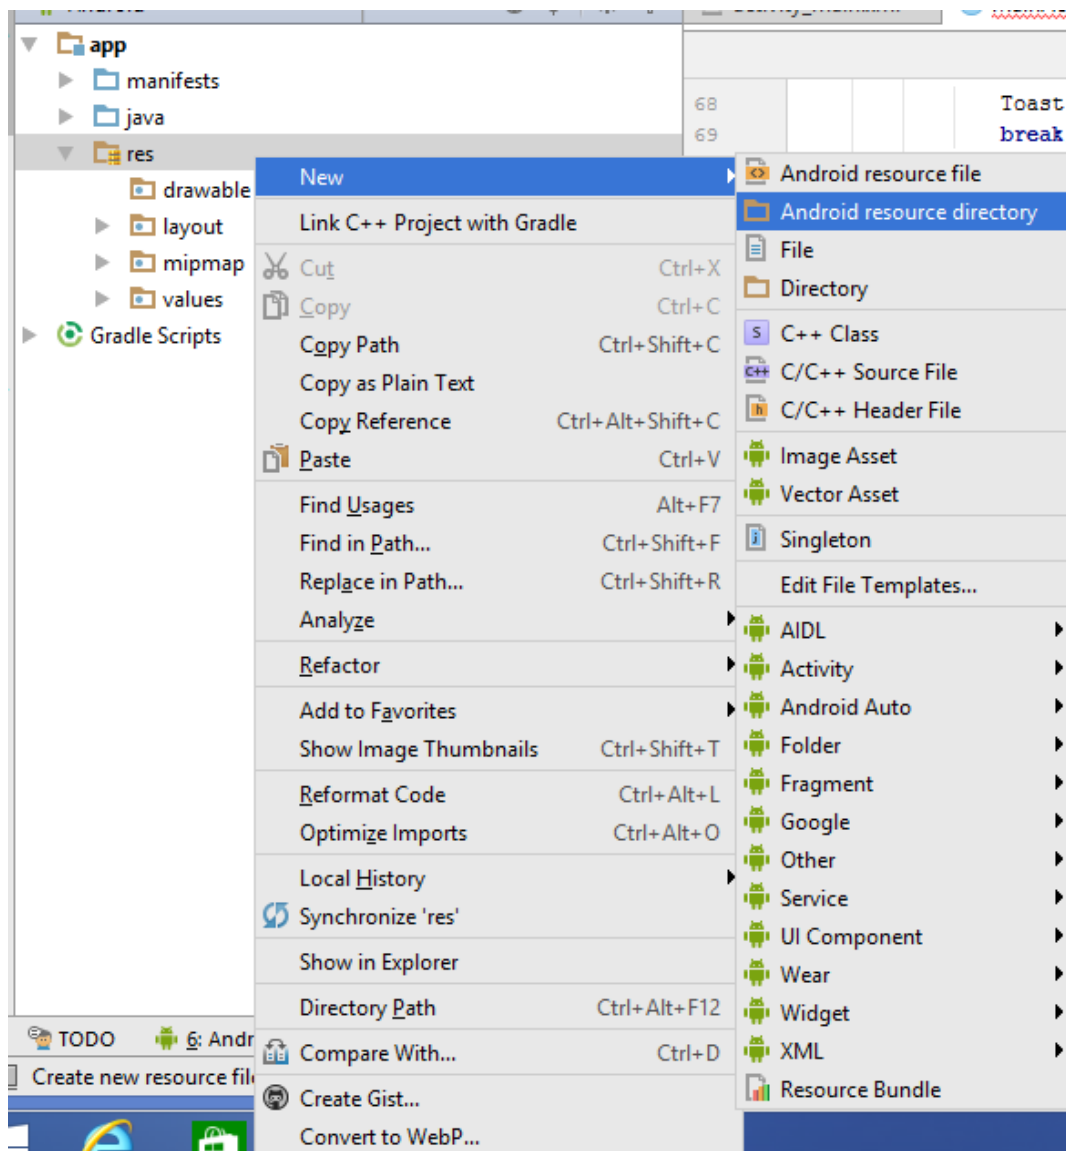 app
manifests
java
res
drawable
layout
mipmap
values
Gradle Scripts
68
Toast
69
break
New
Link C++ Project with Gradle
Cut Ctrl+X
Copy Ctrl+C
Copy Path Ctrl+Shift+C
Copy as Plain Text
Copy Reference Ctrl+Alt+Shift+C
Paste Ctrl+V
Find Usages Alt+F7
Find in Path... Ctrl+Shift+F
Replace in Path... Ctrl+Shift+R
Analyze
Refactor
Add to Favorites
Show Image Thumbnails Ctrl+Shift+T
Reformat Code Ctrl+Alt+L
Optimize Imports Ctrl+Alt+O
Local History
Synchronize 'res'
Show in Explorer
Directory Path Ctrl+Alt+F12
Compare With... Ctrl+D
Create Gist...
Convert to WebP...
Android resource file
Android resource directory
File
Directory
S C++ Class
C++ C/C++ Source File
h C/C++ Header File
Image Asset
Vector Asset
j Singleton
Edit File Templates...
AIDL
Activity
Android Auto
Folder
Fragment
Google
Other
Service
UI Component
Wear
Widget
XML
Resource Bundle
TODO
6: Andr
Create new resource fil